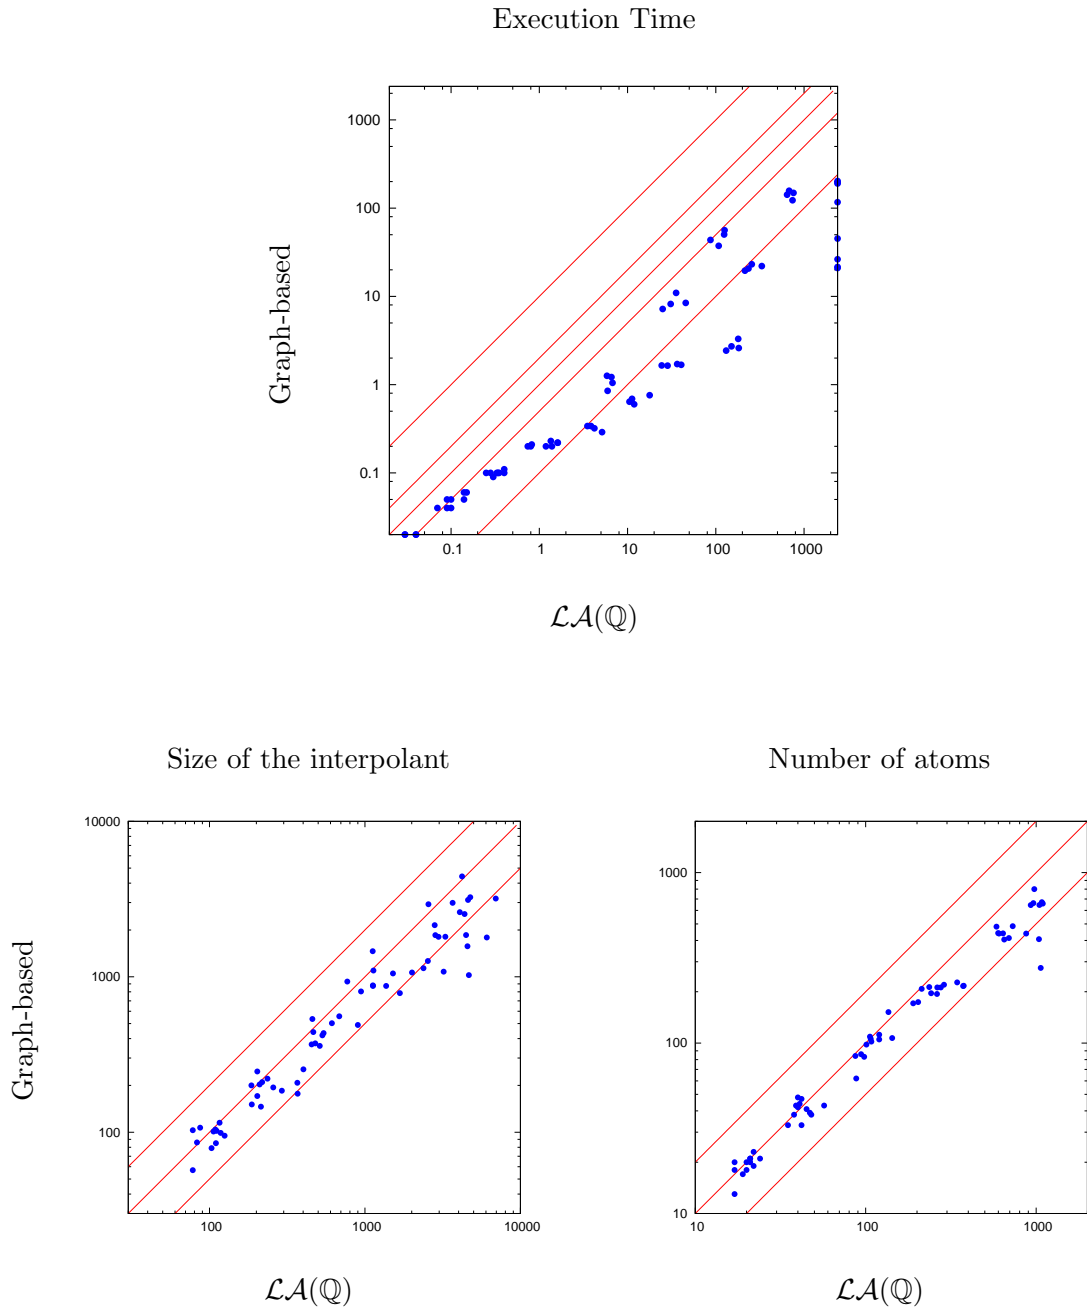 Execution Time
1000
100
10
1
0.1
0.1 1 10 100 1000
Graph-based
ℒ𝒜(ℚ)
Size of the interpolant
10000
1000
100
100 1000 10000
Graph-based
ℒ𝒜(ℚ)
Number of atoms
1000
100
10
10 100 1000
ℒ𝒜(ℚ)